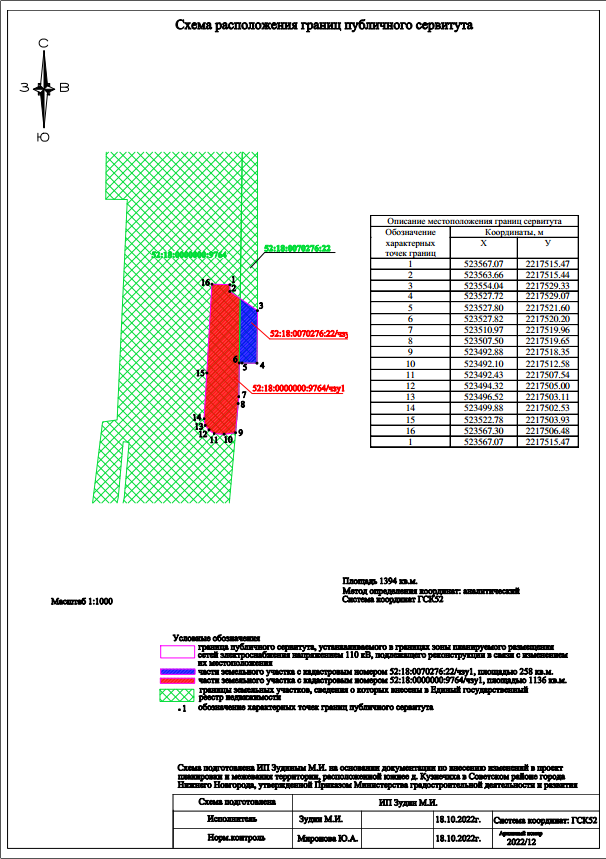 Схема расположения границ публичного сервитута
С
З В
Ю
52:18:0000000:9764
52:18:0070276:22
16 1
2
3
52:18:0070276:22/чзу
6 5 4
15
52:18:0000000:9764/чзу1
7
8
14
13
12 11 10 9
Описание местоположения границ сервитута
Обозначение характерных точек границ Координаты, м
X У
1 523567.07 2217515.47
2 523563.66 2217515.44
3 523554.04 2217529.33
4 523527.72 2217529.07
5 523527.80 2217521.60
6 523527.82 2217520.20
7 523510.97 2217519.96
8 523507.50 2217519.65
9 523492.88 2217518.35
10 523492.10 2217512.58
11 523492.43 2217507.54
12 523494.32 2217505.00
13 523496.52 2217503.11
14 523499.88 2217502.53
15 523522.78 2217503.93
16 523567.30 2217506.48
1 523567.07 2217515.47
Площадь 1394 кв.м.
Метод определения координат: аналитический
Система координат ГСК52
Масштаб 1:1000
Условные обозначения
граница публичного сервитута, устанавливаемого в границах зоны планируемого размещения
сетей электроснабжения напряжением 110 кВ, подлежащего реконструкции в связи с изменением
их местоположения
части земельного участка с кадастровым номером 52:18:0070276:22/чзу1, площадью 258 кв.м.
части земельного участка с кадастровым номером 52:18:0000000:9764/чзу1, площадью 1136 кв.м.
границы земельных участков, сведения о которых внесены в Единый государственный
реестр недвижимости
1 обозначение характерных точек границ публичного сервитута
Схема подготовлена ИП Зудиным М.И. на основании документации по внесению изменений в проект
планировки и межевания территории, расположенной южнее д. Кузнечиха в Советском районе города
Нижнего Новгорода, утвержденной Приказом Министерства градостроительной деятельности и развития
Схема подготовлена ИП Зудин М.И.
Исполнитель Зудин М.И. 18.10.2022г. Система координат: ГСК52
Норм.контроль Миронова Ю.А. 18.10.2022г. Архивный номер
2022/12